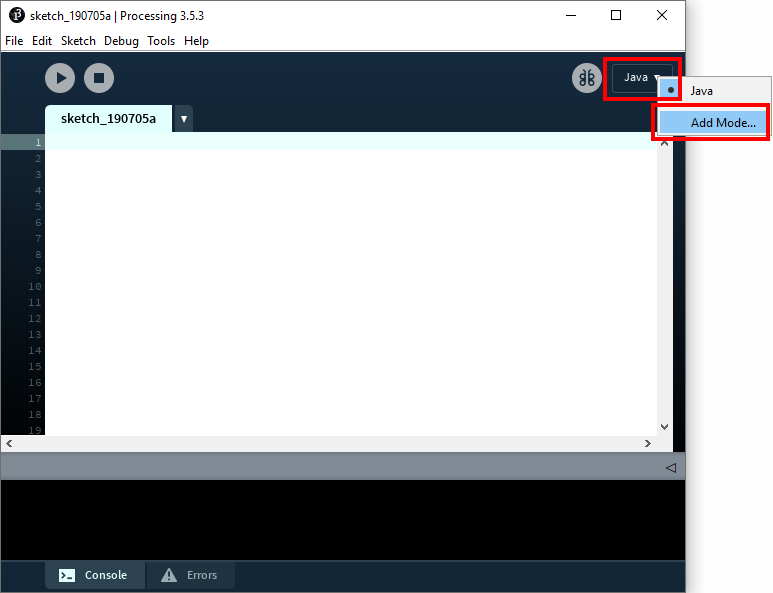 sketch_190705a | Processing 3.5.3
File Edit Sketch Debug Tools Help
Java
Java
Add Mode...
sketch_190705a
1
2
3
4
5
6
7
8
9
10
11
12
13
14
15
16
17
18
19
Console
Errors